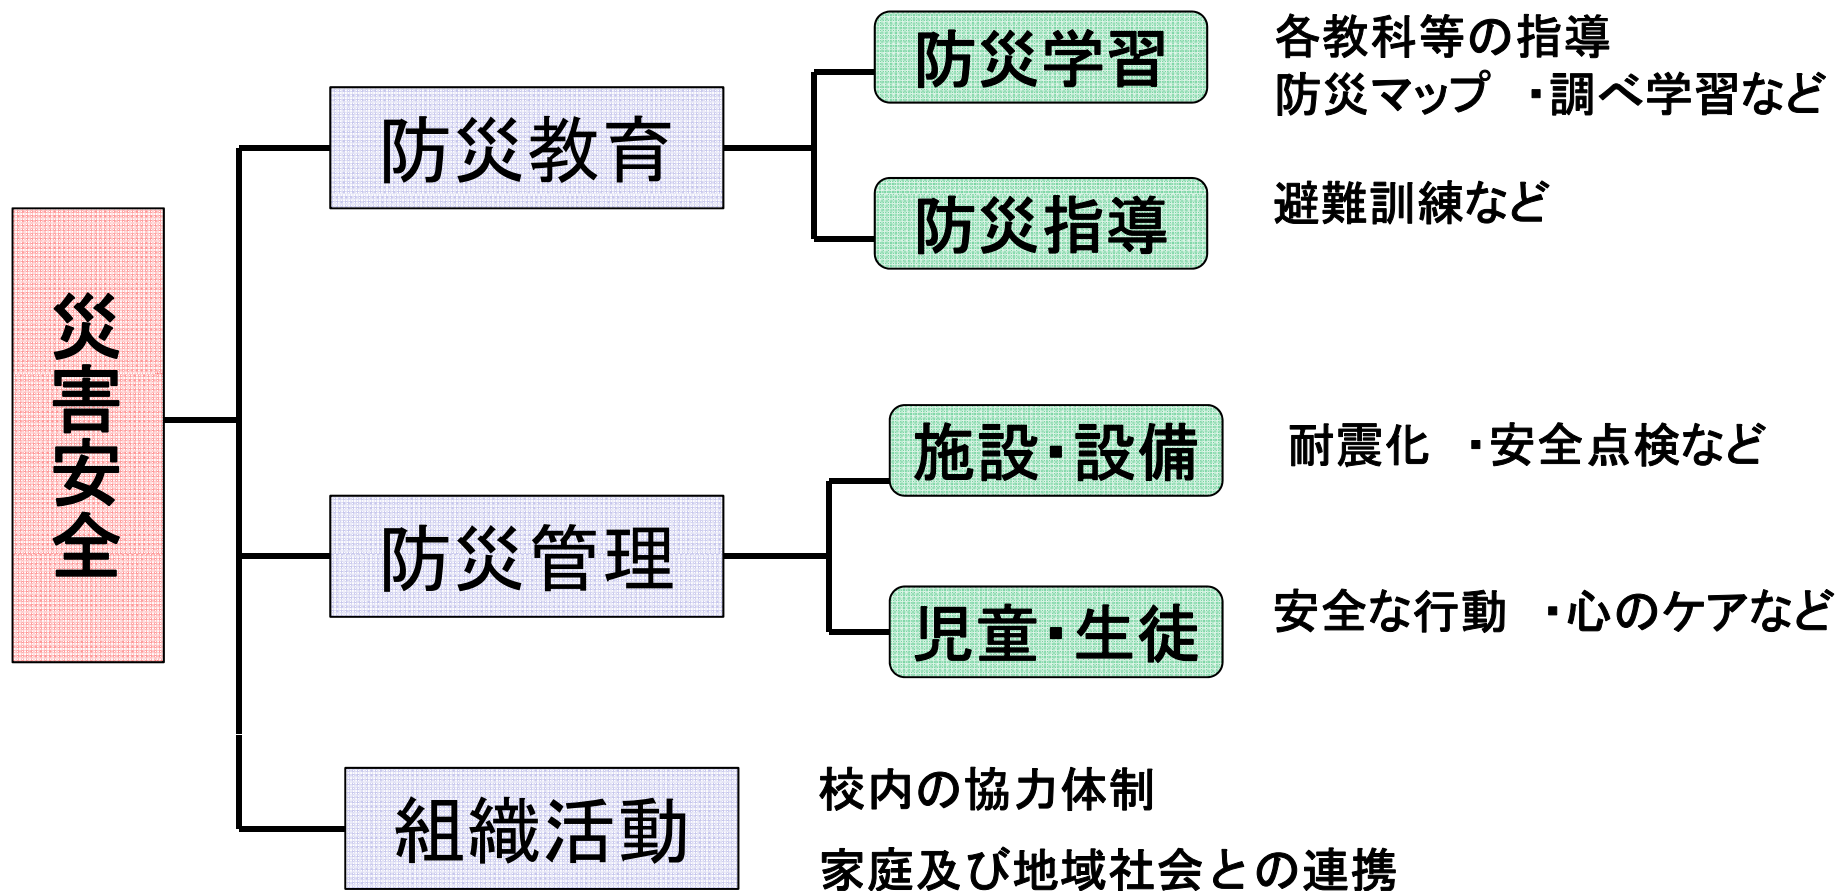 災害安全
防災教育
防災学習
各教科等の指導
防災マップ ・調べ学習など
防災指導
避難訓練など
防災管理
施設・設備
耐震化 ・安全点検など
児童・生徒
安全な行動 ・心のケアなど
組織活動
校内の協力体制
家庭及び地域社会との連携